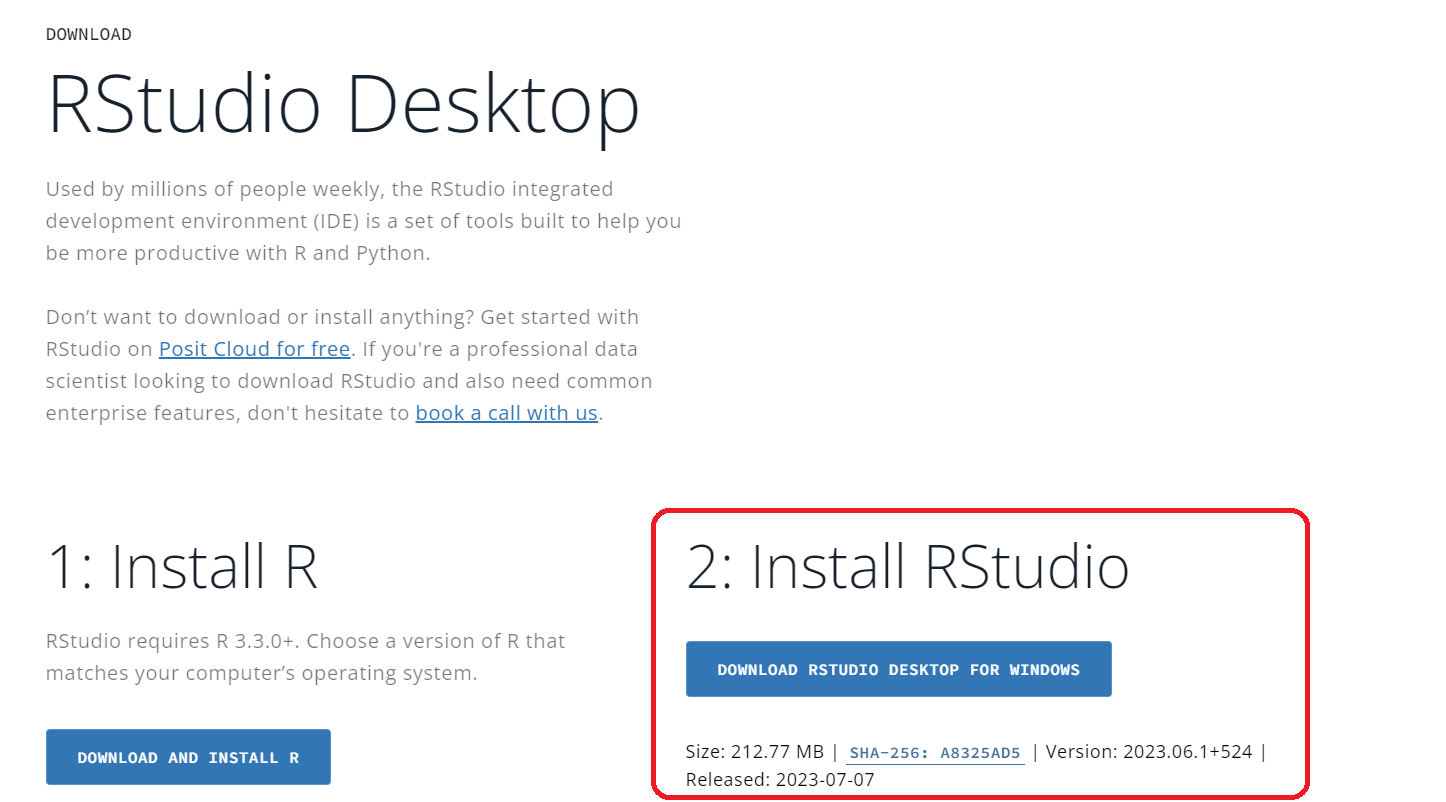 DOWNLOAD
RStudio Desktop
Used by millions of people weekly, the RStudio integrated
development environment (IDE) is a set of tools built to help you
be more productive with R and Python.
Don’t want to download or install anything? Get started with
RStudio on Posit Cloud for free. If you're a professional data
scientist looking to download RStudio and also need common
enterprise features, don't hesitate to book a call with us.
1: Install R
RStudio requires R 3.3.0+. Choose a version of R that
matches your computer’s operating system.
DOWNLOAD AND INSTALL R
2: Install RStudio
DOWNLOAD RSTUDIO DESKTOP FOR WINDOWS
Size: 212.77 MB | SHA-256: A8325AD5 | Version: 2023.06.1+524 |
Released: 2023-07-07